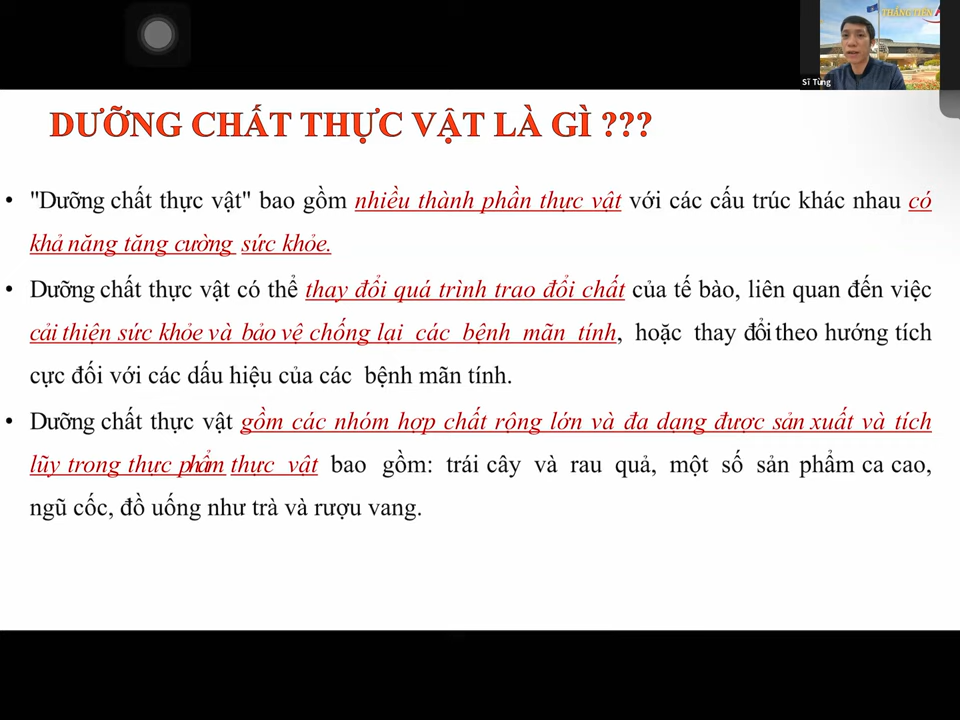 THẮNG TIẾN
Sĩ Tùng
DƯỠNG CHẤT THỰC VẬT LÀ GÌ ???
• "Dưỡng chất thực vật" bao gồm nhiều thành phần thực vật với các cấu trúc khác nhau có
khả năng tăng cường sức khỏe.
• Dưỡng chất thực vật có thể thay đổi quá trình trao đổi chất của tế bào, liên quan đến việc
cải thiện sức khỏe và bảo vệ chống lại các bệnh mãn tính, hoặc thay đổi theo hướng tích
cực đối với các dấu hiệu của các bệnh mãn tính.
• Dưỡng chất thực vật gồm các nhóm hợp chất rộng lớn và đa dạng được sản xuất và tích
lũy trong thực phẩm thực vật bao gồm: trái cây và rau quả, một số sản phẩm ca cao,
ngũ cốc, đồ uống như trà và rượu vang.